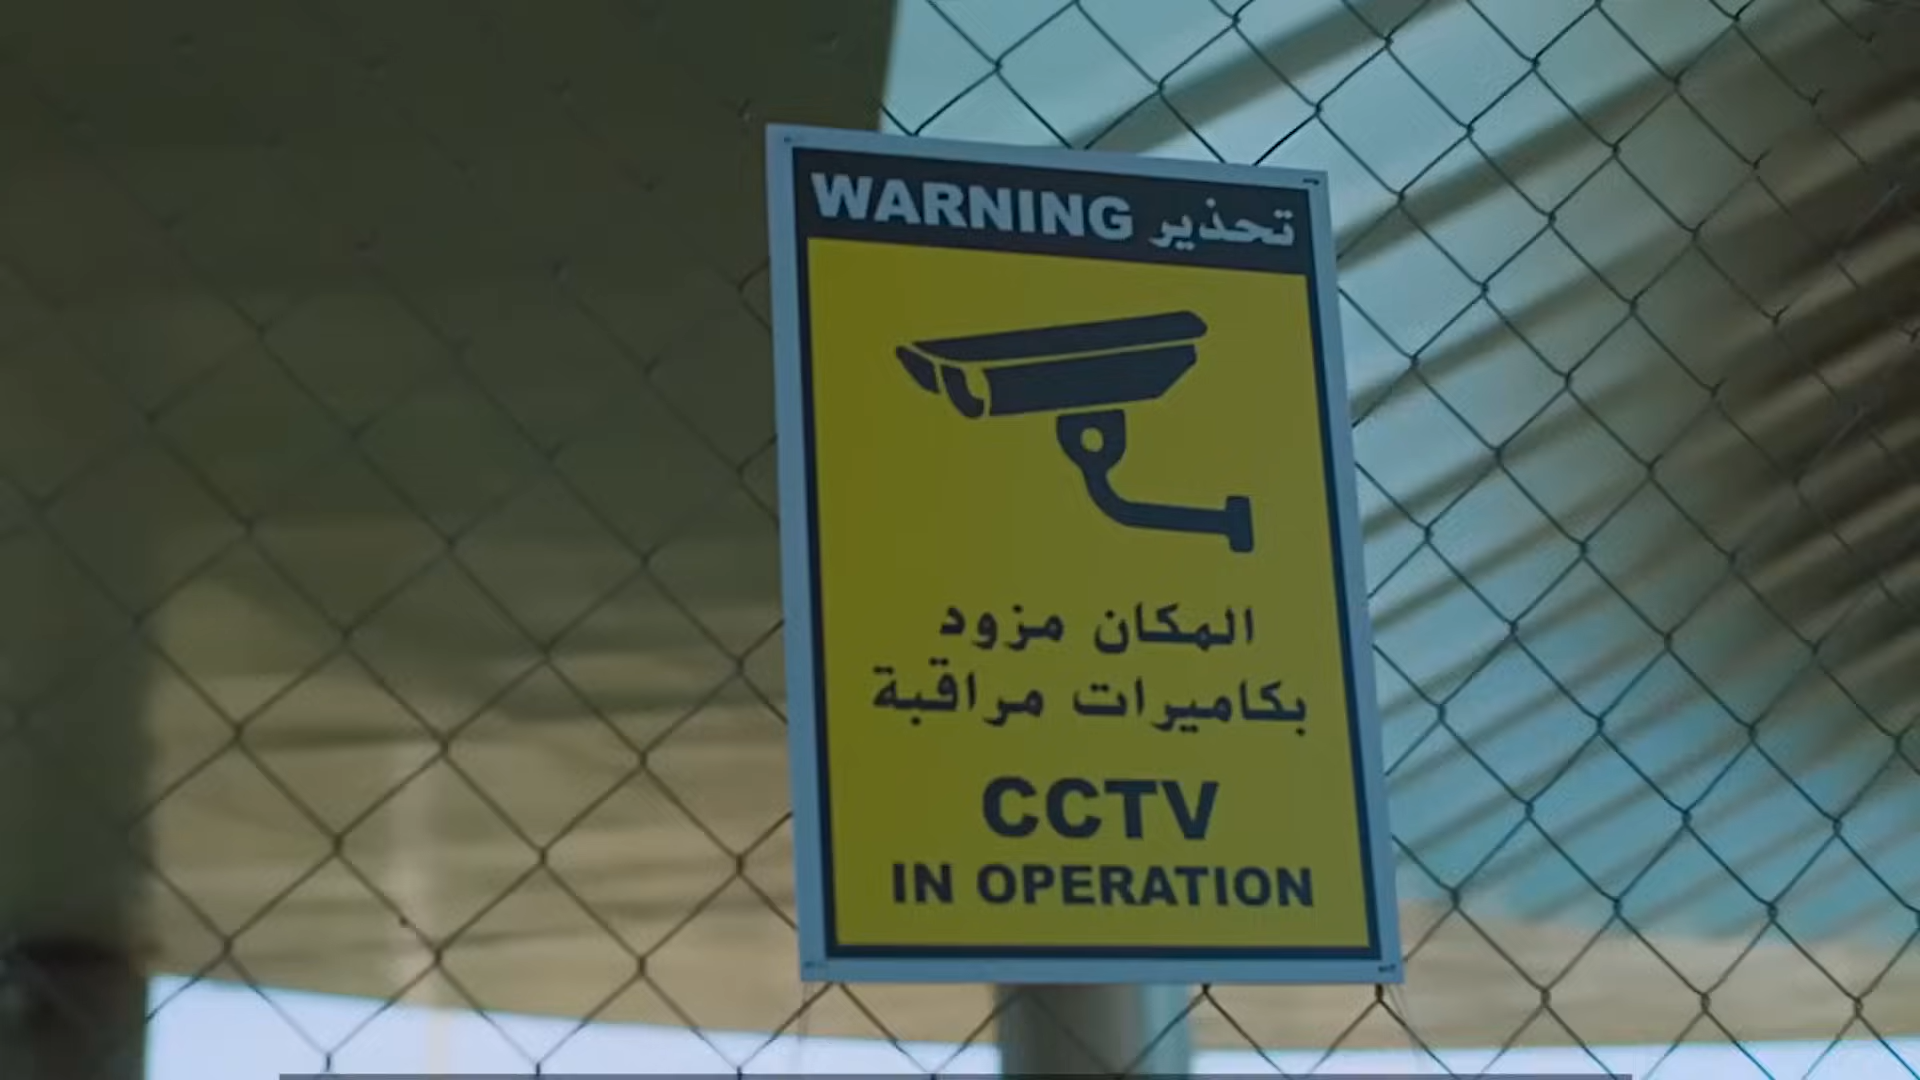 WARNING تحذير
المكان مزود
بكاميرات مراقبة
CCTV
IN OPERATION